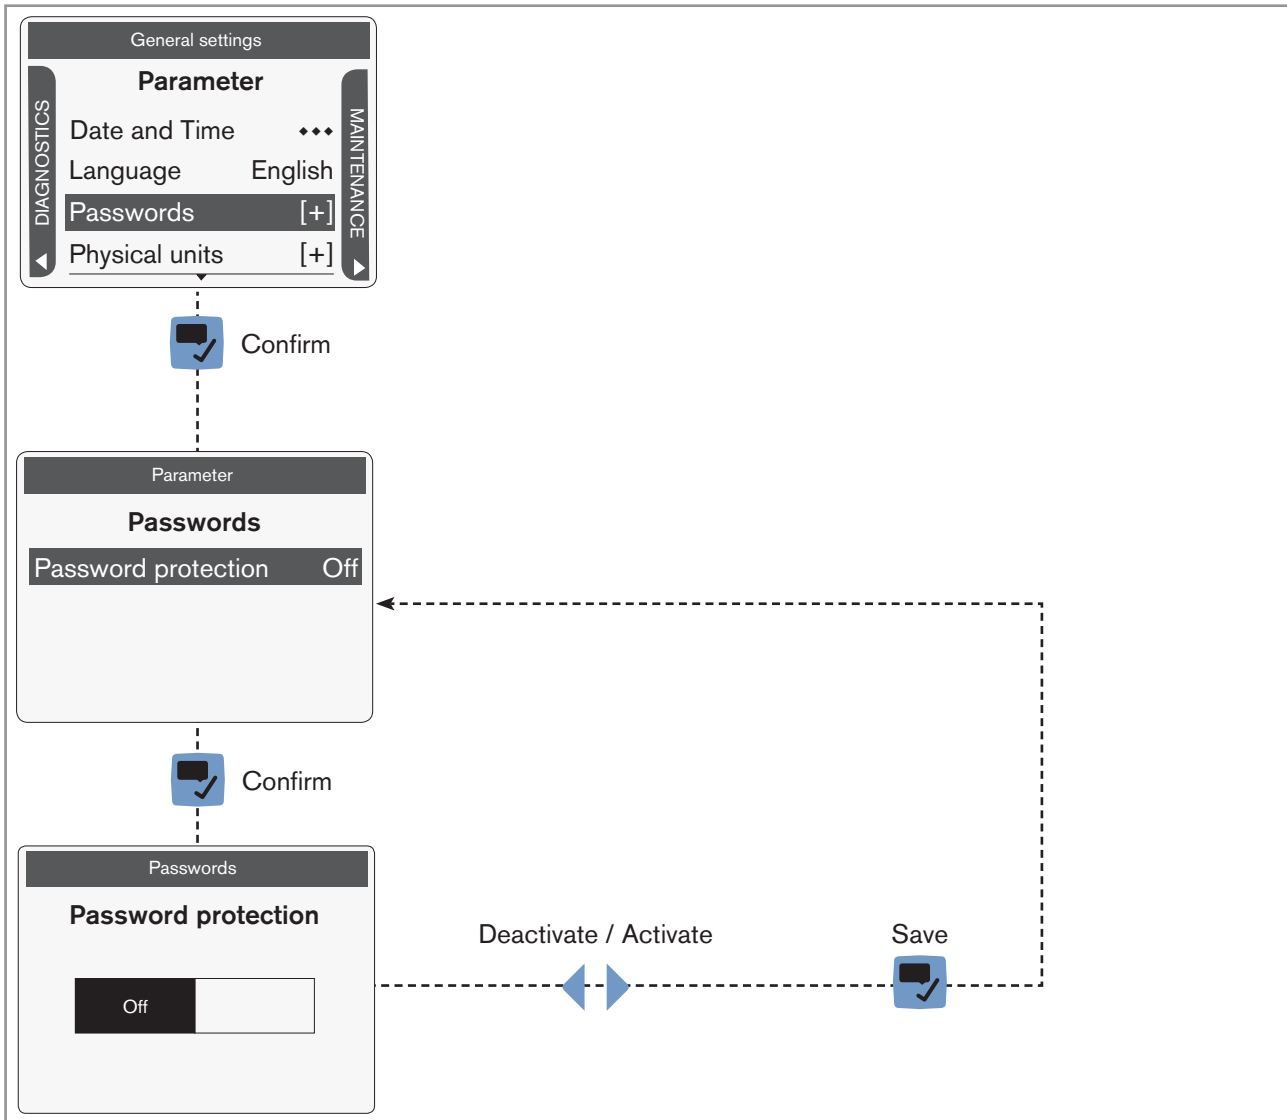 General settings
Parameter
DIAGNOSTICS
MAINTENANCE
Date and Time
Language English
Passwords [+]
Physical units [+]
Confirm
Parameter
Passwords
Password protection Off
Confirm
Passwords
Password protection
Off
Deactivate / Activate
Save